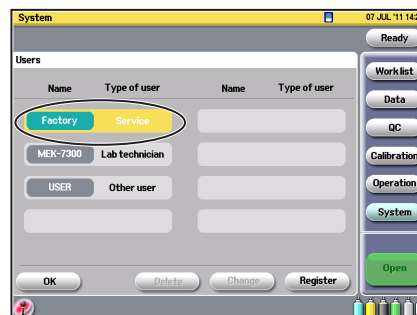 System 07 JUL '11 14:2
Ready
Users
Work list
Name Type of user Name Type of user
Data
Factory Service
QC
MEK-7300 Lab technician
Calibration
USER Other user
Operation
System
Open
OK Delete Change Register